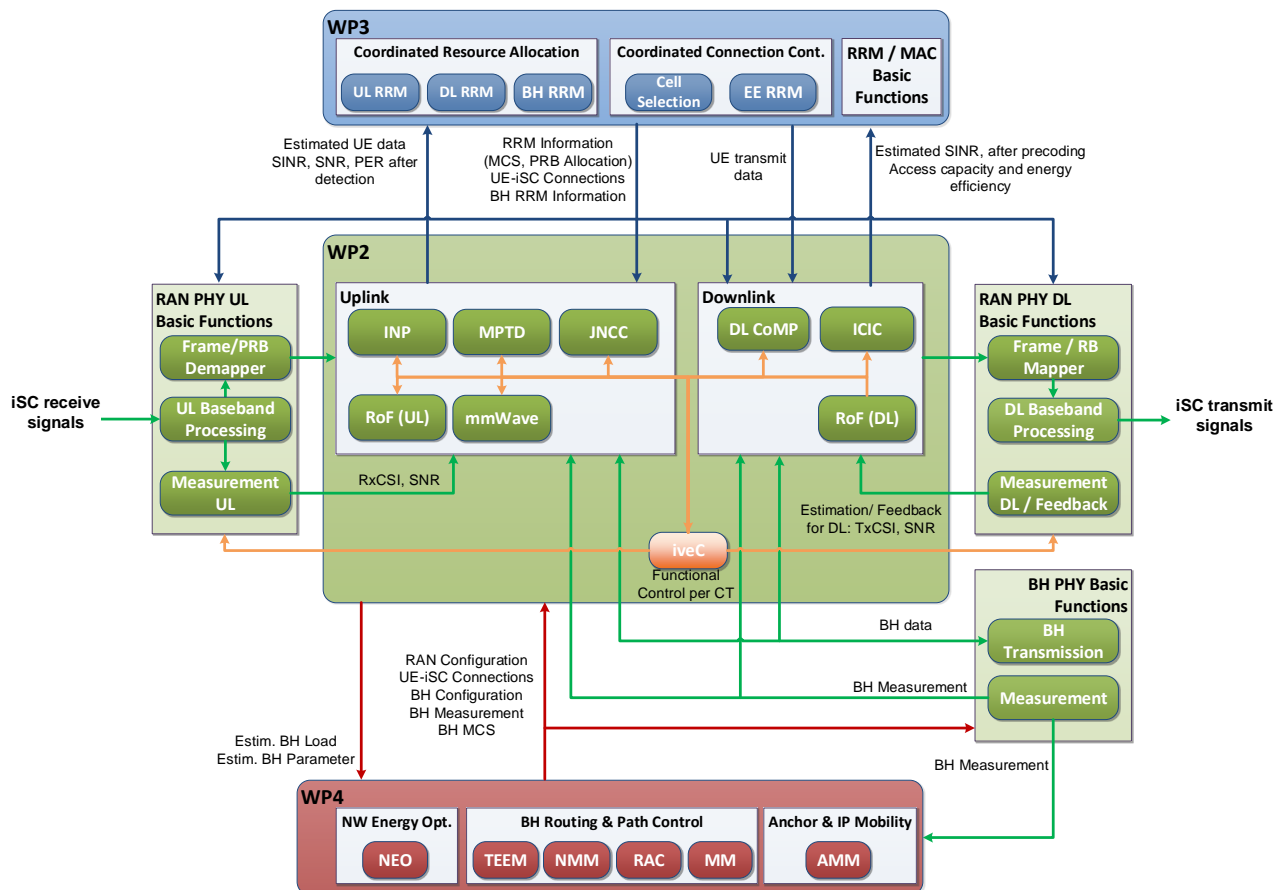 WP3
Coordinated Resource Allocation
UL RRM
DL RRM
BH RRM
Coordinated Connection Cont.
Cell
Selection
EE RRM
RRM / MAC
Basic
Functions
Estimated UE data
SINR, SNR, PER after
detection
RRM Information
(MCS, PRB Allocation)
UE-iSC Connections
BH RRM Information
UE transmit
data
Estimated SINR, after precoding
Access capacity and energy
efficiency
WP2
RAN PHY UL
Basic Functions
Frame/PRB
Demapper
UL Baseband
Processing
Measurement
UL
iSC receive
signals
Uplink
INP
MPTD
JNCC
RoF (UL)
mmWave
Downlink
DL CoMP
ICIC
RoF (DL)
RAN PHY DL
Basic Functions
Frame / RB
Mapper
DL Baseband
Processing
Measurement
DL / Feedback
iSC transmit
signals
RxCSI, SNR
Estimation/ Feedback
for DL: TxCSI, SNR
iveC
Functional
Control per CT
BH PHY Basic
Functions
BH
Transmission
Measurement
BH data
BH Measurement
BH Measurement
RAN Configuration
UE-iSC Connections
BH Configuration
BH Measurement
BH MCS
Estim. BH Load
Estim. BH Parameter
WP4
NW Energy Opt.
NEO
BH Routing & Path Control
TEEM
NMM
RAC
MM
Anchor & IP Mobility
AMM